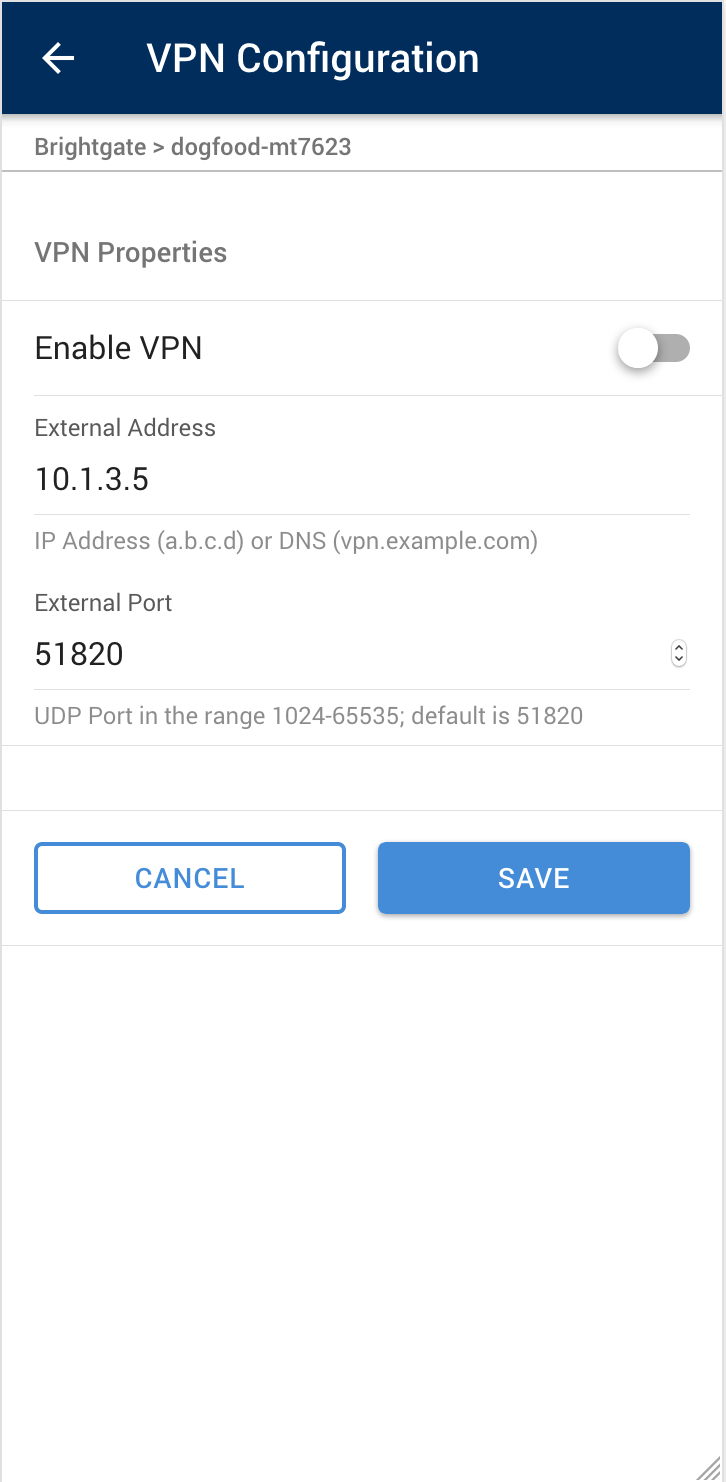 VPN Configuration
Brightgate > dogfood-mt7623
VPN Properties
Enable VPN
External Address
10.1.3.5
IP Address (a.b.c.d) or DNS (vpn.example.com)
External Port
51820
UDP Port in the range 1024-65535; default is 51820
CANCEL SAVE